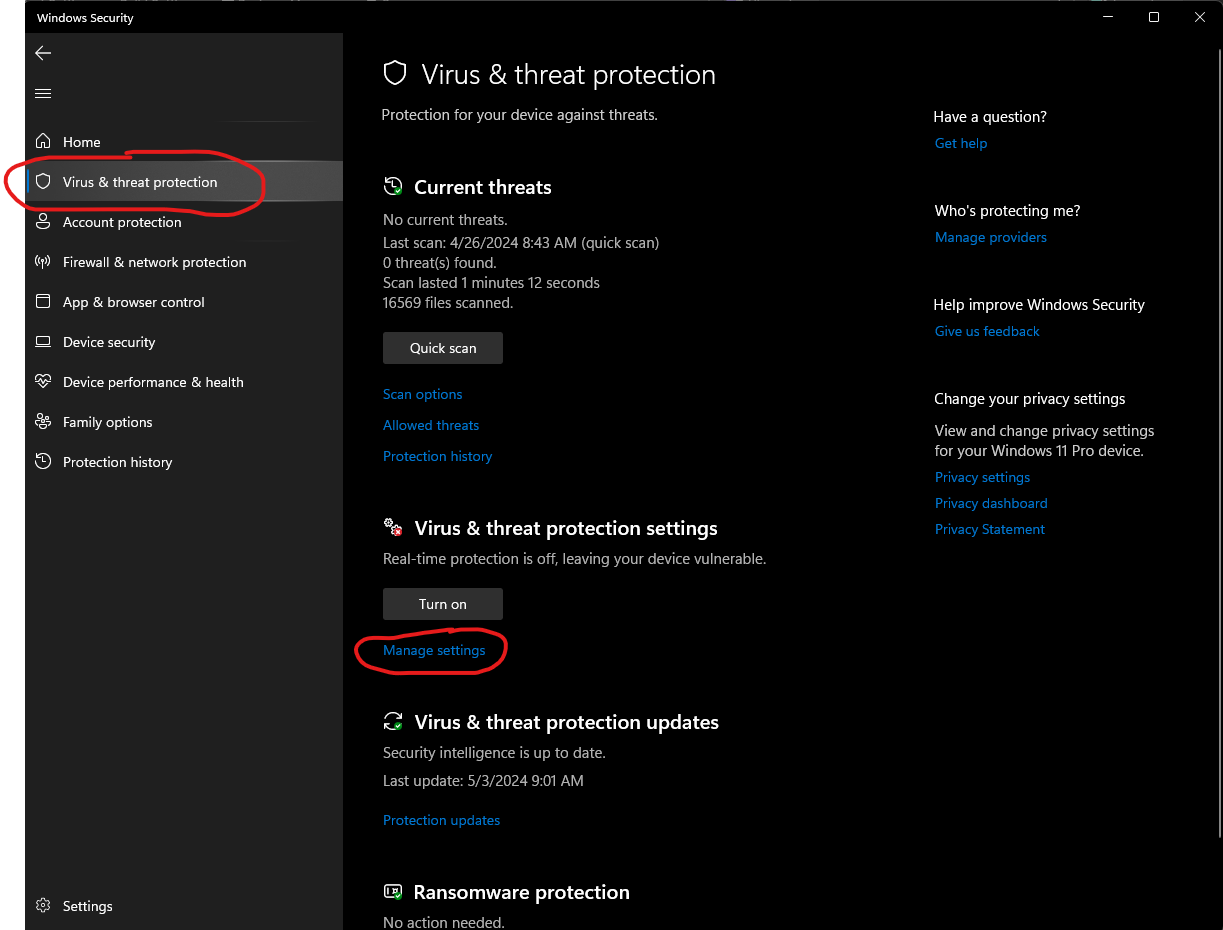 Windows Security
Home
Virus & threat protection
Account protection
Firewall & network protection
App & browser control
Device security
Device performance & health
Family options
Protection history
Settings
Virus & threat protection
Protection for your device against threats.
Current threats
No current threats.
Last scan: 4/26/2024 8:43 AM (quick scan)
0 threat(s) found.
Scan lasted 1 minutes 12 seconds
16569 files scanned.
Quick scan
Scan options
Allowed threats
Protection history
Virus & threat protection settings
Real-time protection is off, leaving your device vulnerable.
Turn on
Manage settings
Virus & threat protection updates
Security intelligence is up to date.
Last update: 5/3/2024 9:01 AM
Protection updates
Ransomware protection
No action needed.
Have a question?
Get help
Who's protecting me?
Manage providers
Help improve Windows Security
Give us feedback
Change your privacy settings
View and change privacy settings
for your Windows 11 Pro device.
Privacy settings
Privacy dashboard
Privacy Statement